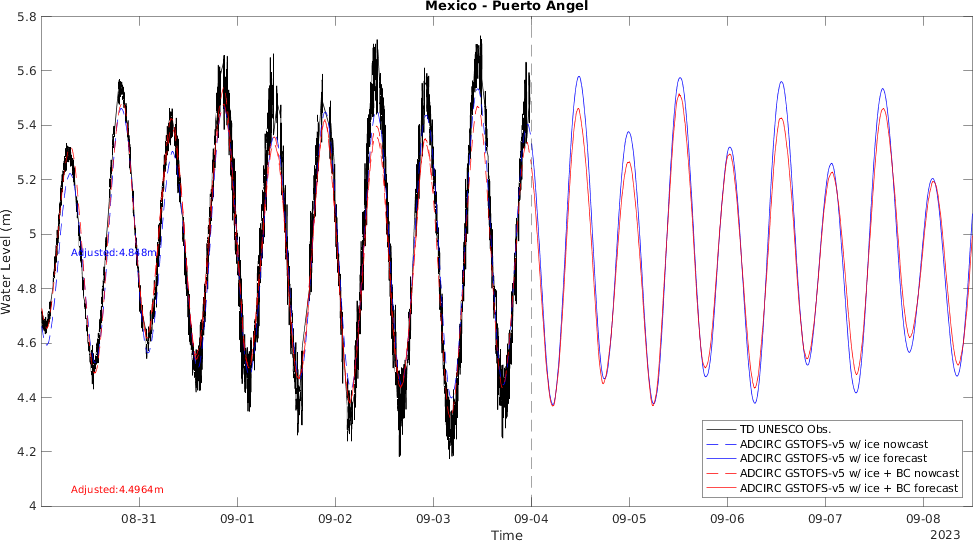 Mexico - Puerto Angel
5.8
5.6
5.4
5.2
5
4.8
4.6
4.4
4.2
4
Water Level (m)
Adjusted:4.848m
Adjusted:4.4964m
TD UNESCO Obs.
ADCIRC GSTOFS-v5 w/ ice nowcast
ADCIRC GSTOFS-v5 w/ ice forecast
ADCIRC GSTOFS-v5 w/ ice + BC nowcast
ADCIRC GSTOFS-v5 w/ ice + BC forecast
08-31 09-01 09-02 09-03 09-04 09-05 09-06 09-07 09-08
Time
2023